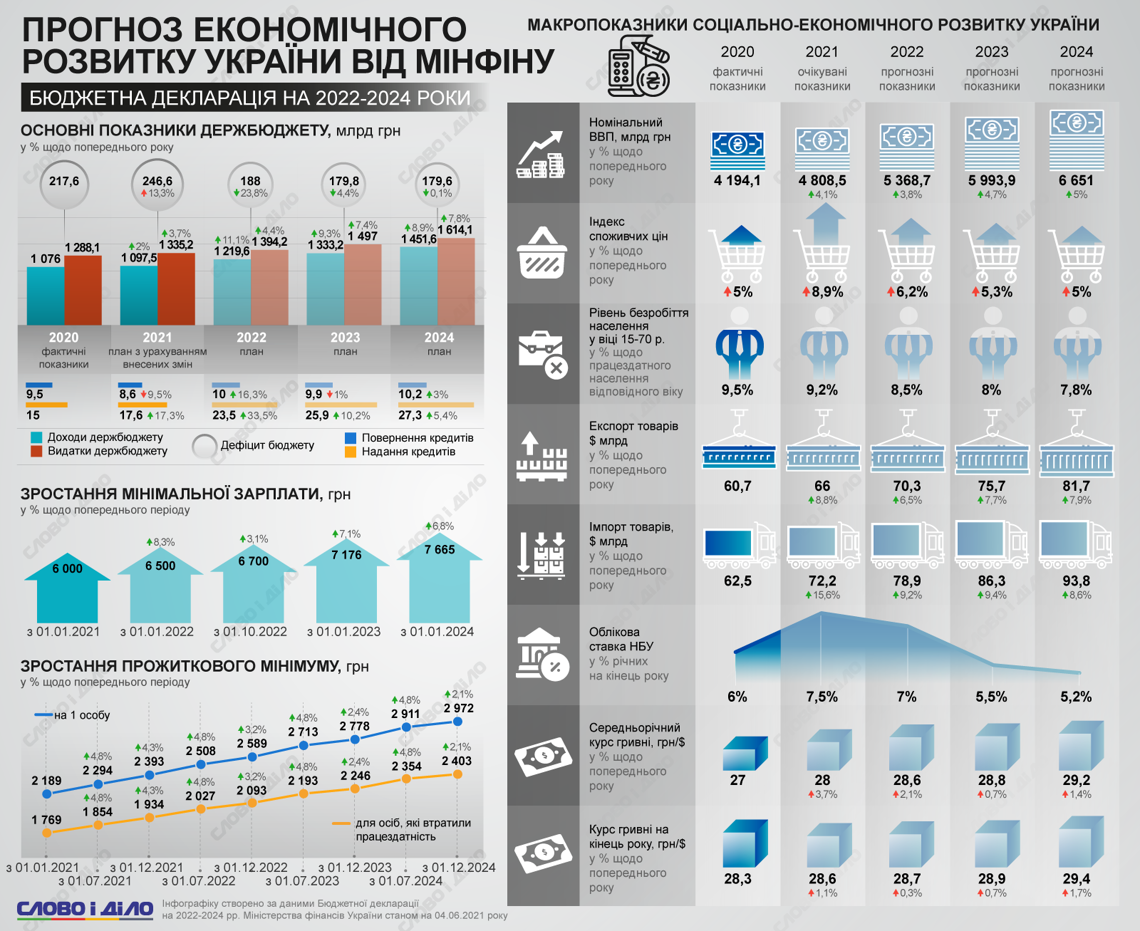 ПРОГНОЗ ЕКОНОМІЧНОГО
РОЗВИТКУ УКРАЇНИ ВІД МІНФІНУ
БЮДЖЕТНА ДЕКЛАРАЦІЯ НА 2022-2024 РОКИ
ОСНОВНІ ПОКАЗНИКИ ДЕРЖБЮДЖЕТУ, млрд грн
у % щодо попереднього року
217,6 246,6 188 179,8 179,6
13,3% 23,8% 4,4% 0,1%
1 076 1 288,1
2% 1 097,5 3,7% 1 335,2
11,1% 1 219,6 4,4% 1 394,2
9,3% 1 333,2 7,4% 1 497
8,9% 1 451,6 7,8% 1 614,1
2020 2021 2022 2023 2024
фактичні план з урахуванням план план план
показники внесених змін
9,5 8,6 9,5% 10 16,3% 9,9 1% 10,2 3%
15 17,6 17,3% 23,5 33,5% 25,9 10,2% 27,3 5,4%
Доходи держбюджету Дефіцит бюджету Повернення кредитів
Видатки держбюджету Надання кредитів
ЗРОСТАННЯ МІНІМАЛЬНОЇ ЗАРПЛАТИ, грн
у % щодо попереднього періоду
8,3% 3,1% 7,1% 6,8%
6 000 6 500 6 700 7 176 7 665
з 01.01.2021 з 01.01.2022 з 01.10.2022 з 01.01.2023 з 01.01.2024
ЗРОСТАННЯ ПРОЖИТКОВОГО МІНІМУМУ, грн
у % щодо попереднього періоду
на 1 особу
4,8% 4,3% 4,8% 3,2% 4,8% 2,4% 4,8% 2,1%
2 189 2 294 2 393 2 508 2 589 2 713 2 778 2 911 2 972
4,8% 4,3% 4,8% 3,2% 4,8% 2,4% 4,8% 2,1%
1 769 1 854 1 934 2 027 2 093 2 193 2 246 2 354 2 403
для осіб, які втратили
працездатність
з 01.01.2021 з 01.12.2021 з 01.12.2022 з 01.12.2023 з 01.12.2024
з 01.07.2021 з 01.07.2022 з 01.07.2023 з 01.07.2024
СЛОВО і ДІЛО
Інфографіку створено за даними Бюджетної декларації
на 2022-2024 рр. Міністерства фінансів України станом на 04.06.2021 року
МАКРОПОКАЗНИКИ СОЦІАЛЬНО-ЕКОНОМІЧНОГО РОЗВИТКУ УКРАЇНИ
2020 2021 2022 2023 2024
фактичні очікувані прогнозні прогнозні прогнозні
показники показники показники показники показники
Номінальний
ВВП, млрд грн
у % щодо
попереднього
року
4 194,1 4 808,5 5 368,7 5 993,9 6 651
4,1% 3,8% 4,7% 5%
Індекс
споживчих цін
у % щодо
попереднього
року
5% 8,9% 6,2% 5,3% 5%
Рівень безробіття
населення
у віці 15-70 р.
у % щодо
працездатного
населення
відповідного віку
9,5% 9,2% 8,5% 8% 7,8%
Експорт товарів
$ млрд
у % щодо
попереднього
року
60,7 66 70,3 75,7 81,7
8,8% 6,5% 7,7% 7,9%
Імпорт товарів,
$ млрд
у % щодо
попереднього
року
62,5 72,2 78,9 86,3 93,8
15,6% 9,2% 9,4% 8,6%
Облікова
ставка НБУ
у % річних
на кінець року
6% 7,5% 7% 5,5% 5,2%
Середньорічний
курс гривні, грн/$
у % щодо
попереднього
року
27 28 28,6 28,8 29,2
3,7% 2,1% 0,7% 1,4%
Курс гривні на
кінець року, грн/$
у % щодо
попереднього
року
28,3 28,6 28,7 28,9 29,4
1,1% 0,3% 0,7% 1,7%